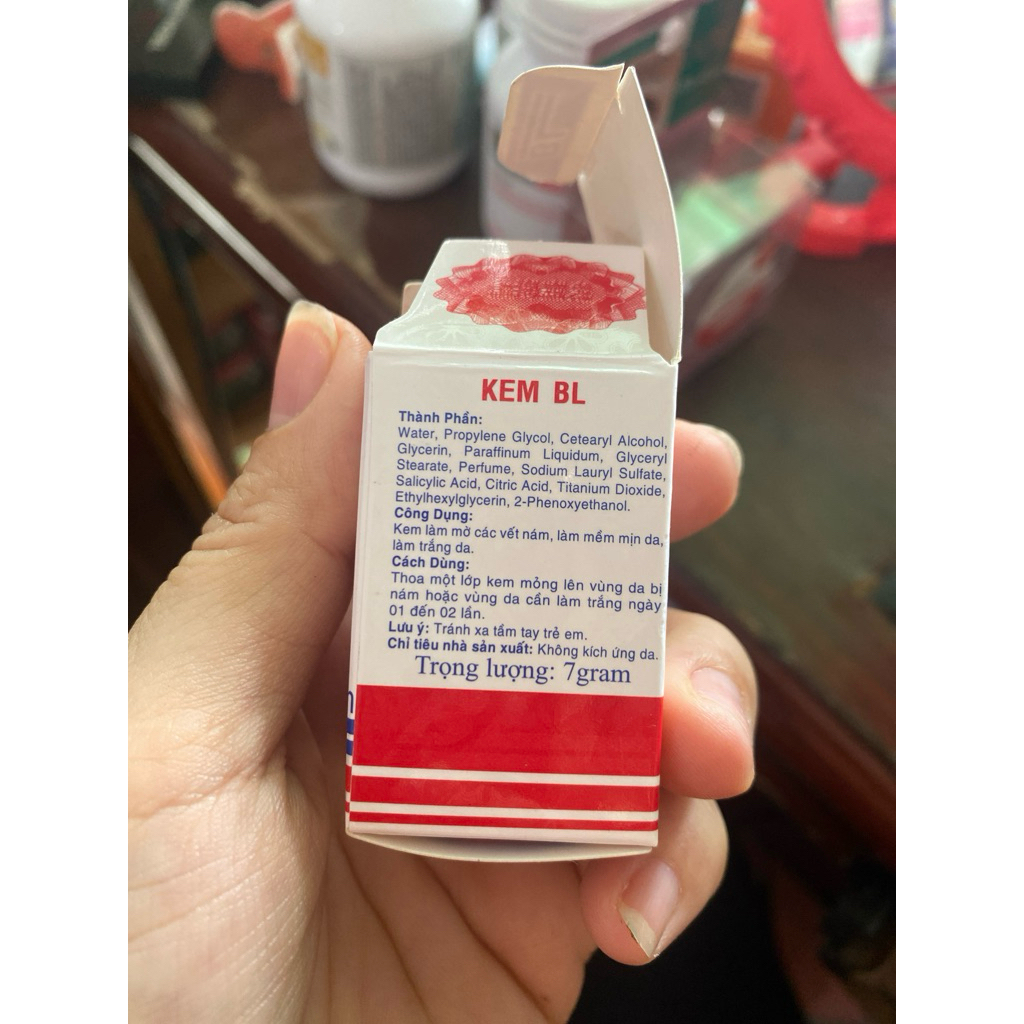 KEM BL
Thành Phần:
Water, Propylene Glycol, Cetearyl Alcohol,
Glycerin, Paraffinum Liquidum, Glyceryl
Stearate, Perfume, Sodium Lauryl Sulfate,
Salicylic Acid, Citric Acid, Titanium Dioxide,
Ethylhexylglycerin, 2-Phenoxyethanol.
Công Dụng:
Kem làm mờ các vết nám, làm mềm mịn da,
làm trắng da.
Cách Dùng:
Thoa một lớp kem mỏng lên vùng da bị
nám hoặc vùng da cần làm trắng ngày
01 đến 02 lần.
Lưu ý: Tránh xa tầm tay trẻ em.
Chỉ tiêu nhà sản xuất: Không kích ứng da.
Trọng lượng: 7gram